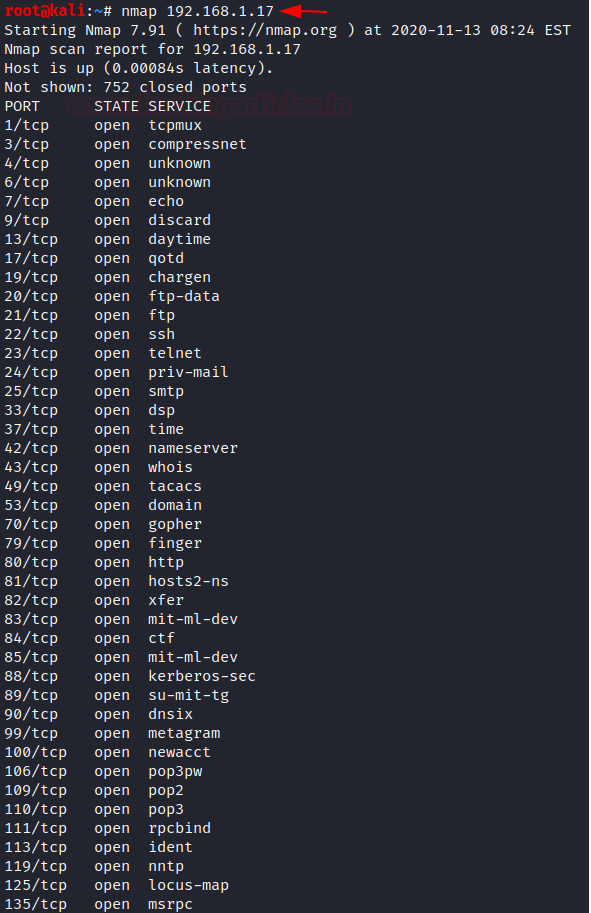 root@kali:~# nmap 192.168.1.17
Starting Nmap 7.91 ( https://nmap.org ) at 2020-11-13 08:24 EST
Nmap scan report for 192.168.1.17
Host is up (0.00084s latency).
Not shown: 752 closed ports
PORT      STATE SERVICE
1/tcp     open  tcpmux
3/tcp     open  compressnet
4/tcp     open  unknown
6/tcp     open  unknown
7/tcp     open  echo
9/tcp     open  discard
13/tcp    open  daytime
17/tcp    open  qotd
19/tcp    open  chargen
20/tcp    open  ftp-data
21/tcp    open  ftp
22/tcp    open  ssh
23/tcp    open  telnet
24/tcp    open  priv-mail
25/tcp    open  smtp
33/tcp    open  dsp
37/tcp    open  time
42/tcp    open  nameserver
43/tcp    open  whois
49/tcp    open  tacacs
53/tcp    open  domain
70/tcp    open  gopher
79/tcp    open  finger
80/tcp    open  http
81/tcp    open  hosts2-ns
82/tcp    open  xfer
83/tcp    open  mit-ml-dev
84/tcp    open  ctf
85/tcp    open  mit-ml-dev
88/tcp    open  kerberos-sec
89/tcp    open  su-mit-tg
90/tcp    open  dnsix
99/tcp    open  metagram
100/tcp   open  newacct
106/tcp   open  pop3pw
109/tcp   open  pop2
110/tcp   open  pop3
111/tcp   open  rpcbind
113/tcp   open  ident
119/tcp   open  nntp
125/tcp   open  locus-map
135/tcp   open  msrpc